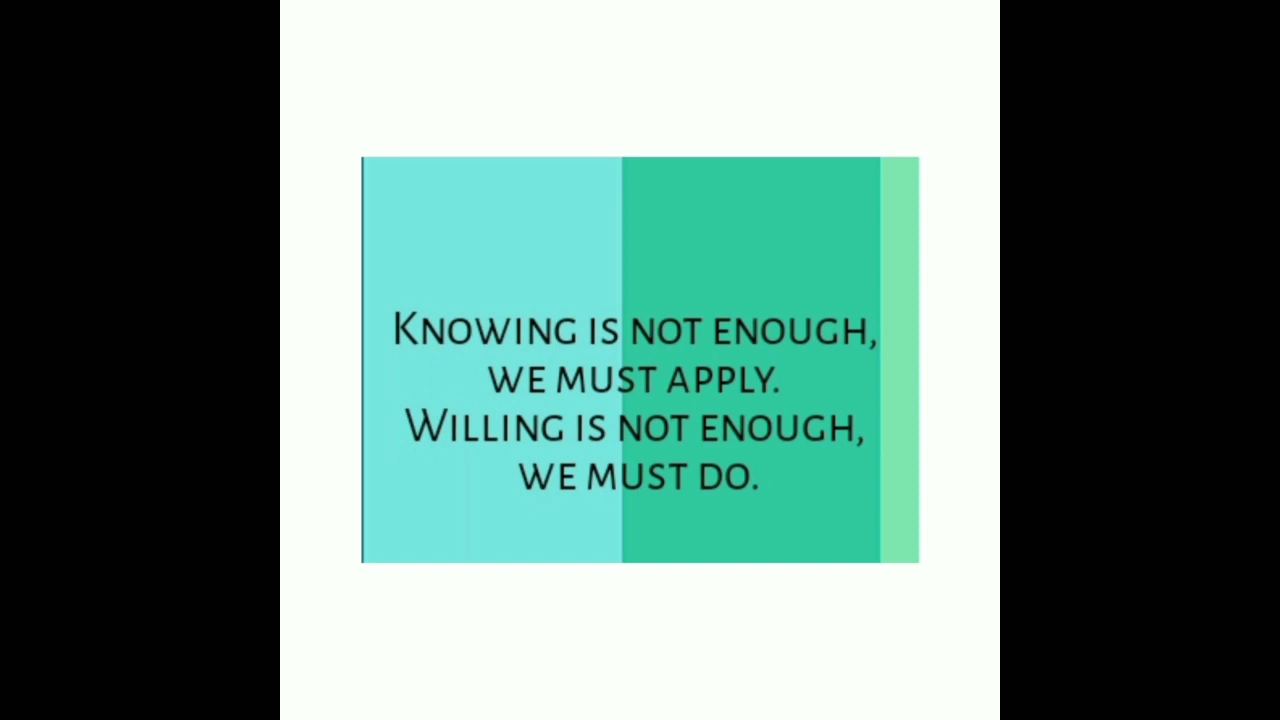 Knowing is not enough,
we must apply.
Willing is not enough,
we must do.